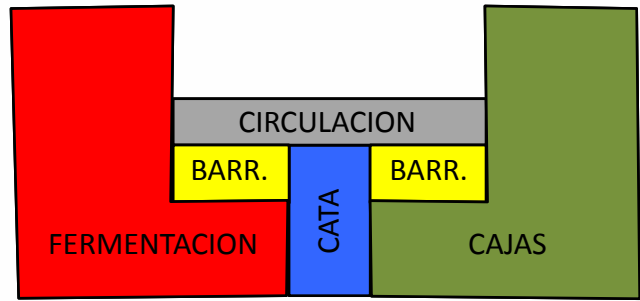 CIRCULACION
BARR.
BARR.
CATA
FERMENTACION
CAJAS